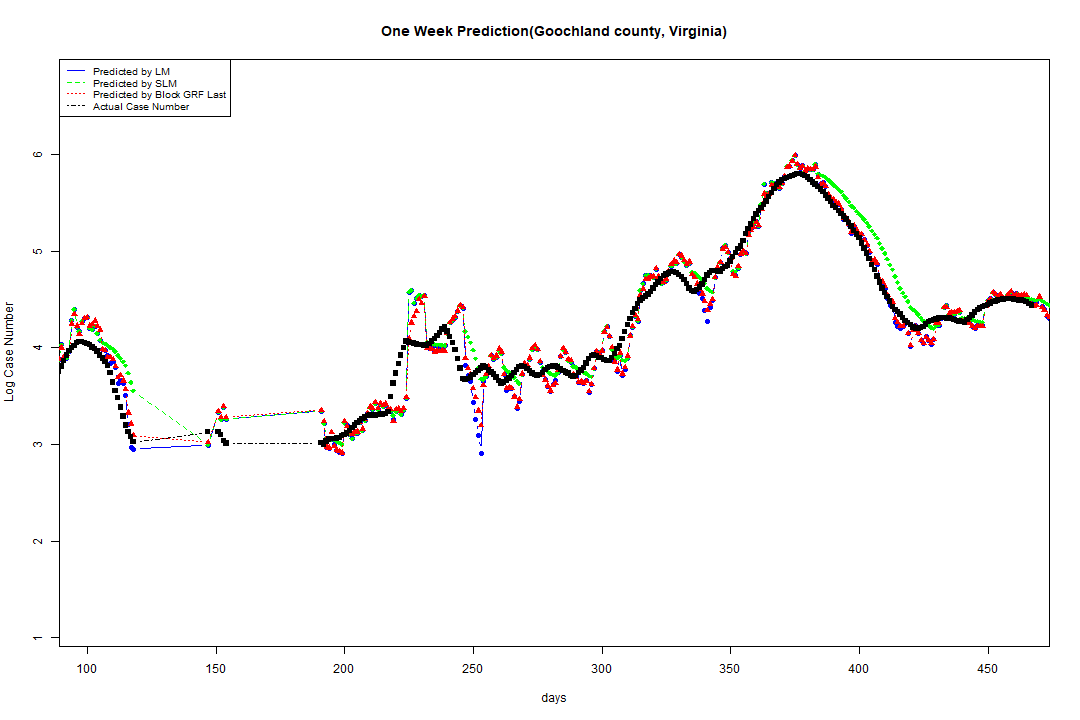 One Week Prediction(Goochland county, Virginia)
Predicted by LM
Predicted by SLM
Predicted by Block GRF Last
Actual Case Number
6
5
4
3
2
1
Log Case Number
100 150 200 250 300 350 400 450
days